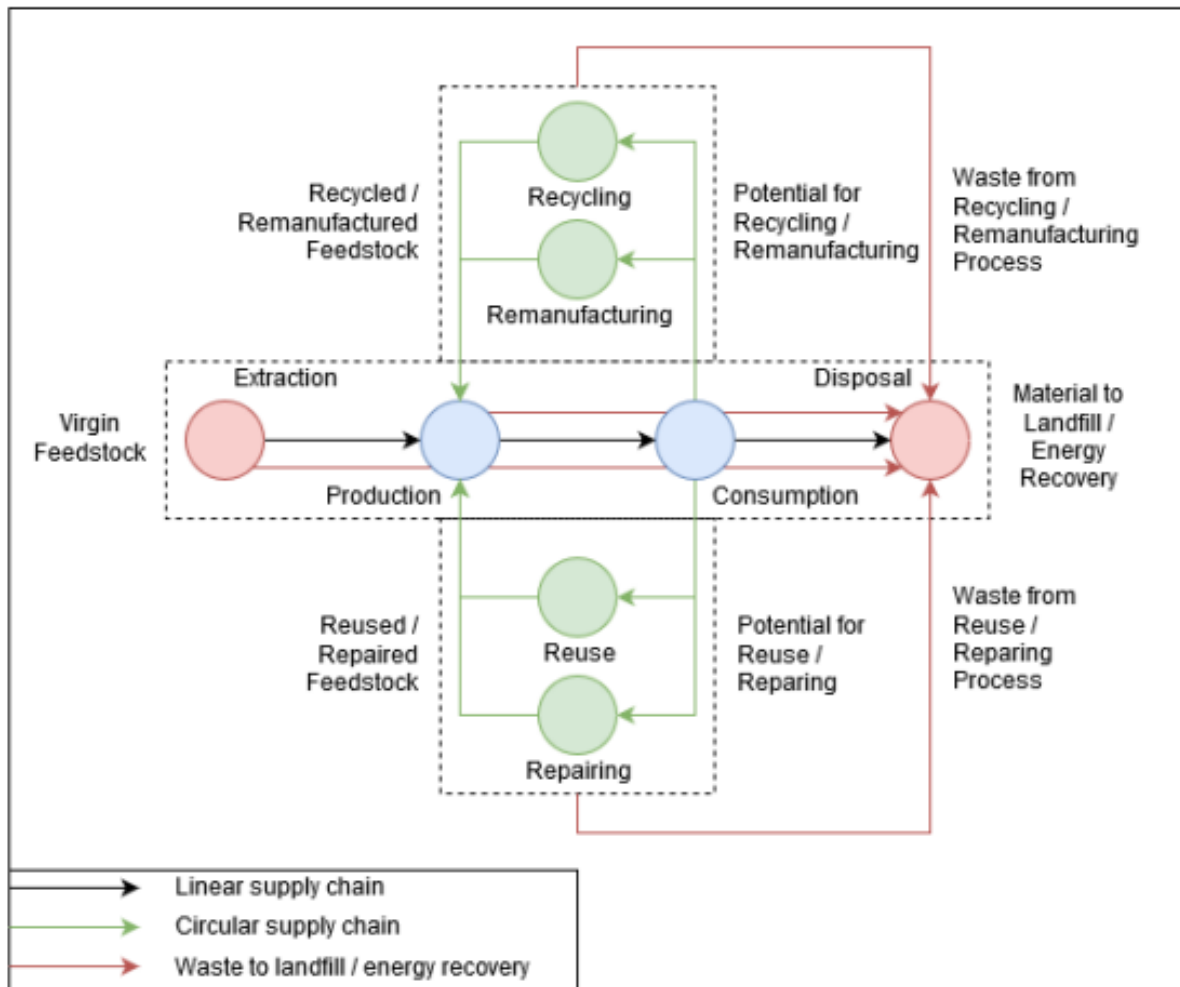 Recycling
Remanufacturing
Recycled /
Remanufactured
Feedstock
Potential for
Recycling /
Remanufacturing
Waste from
Recycling /
Remanufacturing
Process
Extraction
Disposal
Virgin
Feedstock
Material to
Landfill /
Energy
Recovery
Production
Consumption
Reused /
Repaired
Feedstock
Reuse
Repairing
Potential for
Reuse /
Reparing
Waste from
Reuse /
Reparing
Process
Linear supply chain
Circular supply chain
Waste to landfill / energy recovery